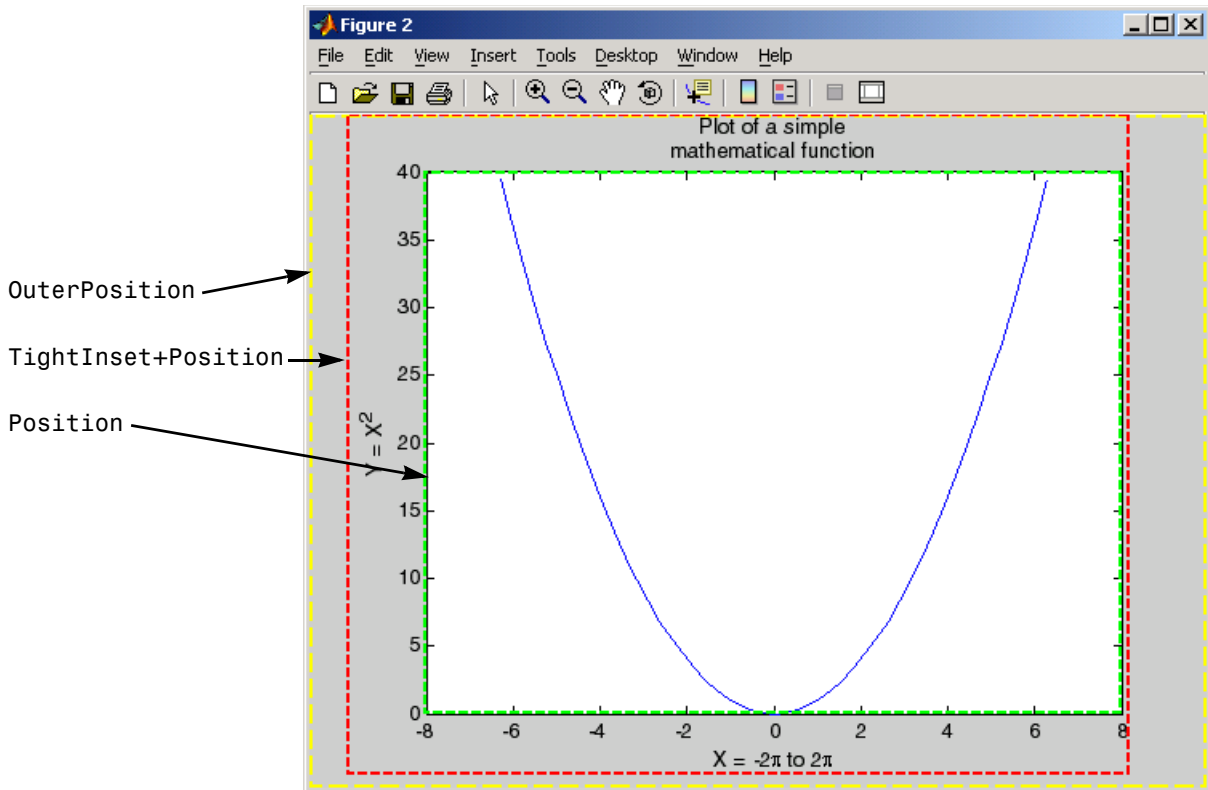 Figure 2
File Edit View Insert Tools Desktop Window Help
Plot of a simple
mathematical function
OuterPosition
TightInset+Position
Position
Y = X²
40
35
30
25
20
15
10
5
0
-8 -6 -4 -2 0 2 4 6 8
X = -2π to 2π